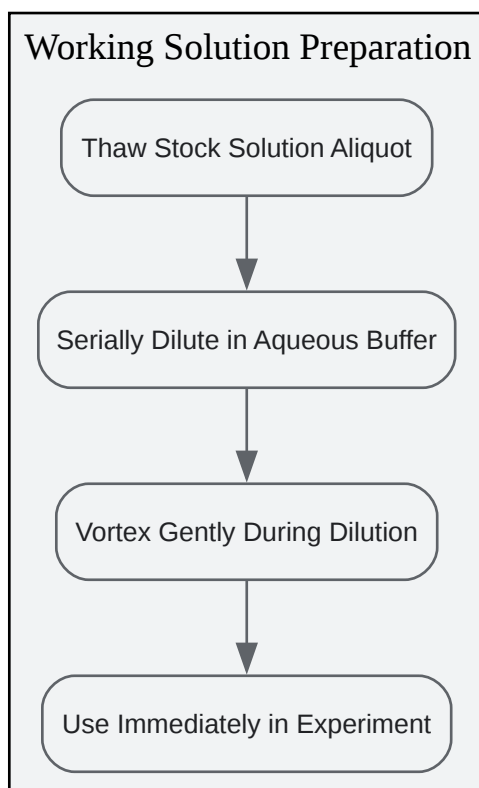 Working Solution Preparation
Thaw Stock Solution Aliquot
Serially Dilute in Aqueous Buffer
Vortex Gently During Dilution
Use Immediately in Experiment